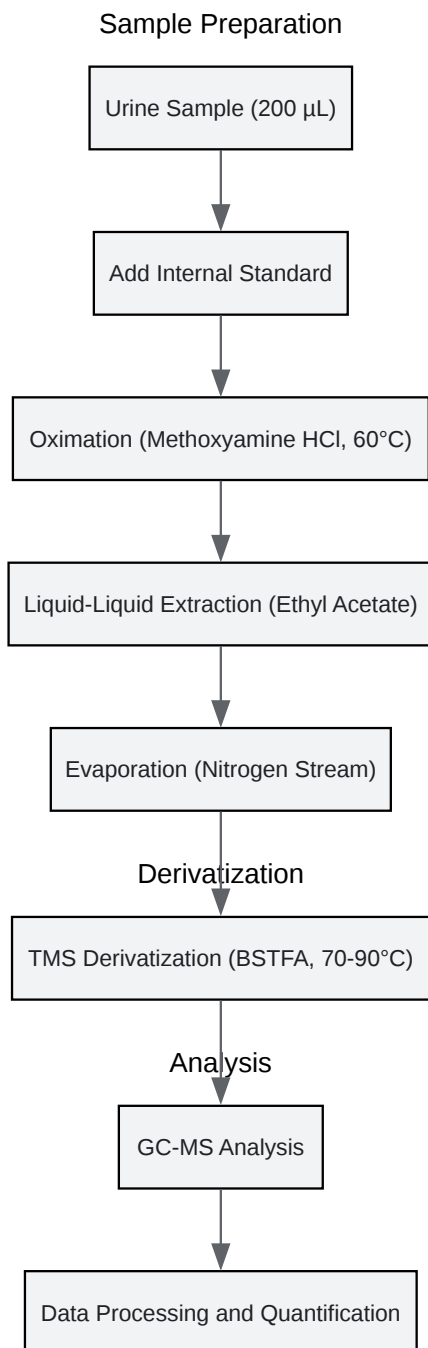 Sample Preparation
Urine Sample (200 µL)
Add Internal Standard
Oximation (Methoxyamine HCl, 60°C)
Liquid-Liquid Extraction (Ethyl Acetate)
Evaporation (Nitrogen Stream)
Derivatization
TMS Derivatization (BSTFA, 70-90°C)
Analysis
GC-MS Analysis
Data Processing and Quantification